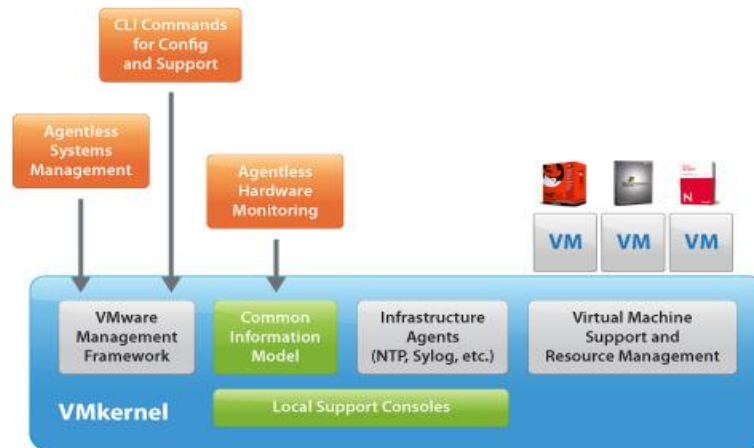 CLI Commands
for Config
and Support
Agentless
Systems
Management
Agentless
Hardware
Monitoring
N
VM
VM
VM
VMware
Management
Framework
Common
Information
Model
Infrastructure
Agents
(NTP, Sylog, etc.)
Virtual Machine
Support and
Resource Management
VMkernel
Local Support Consoles